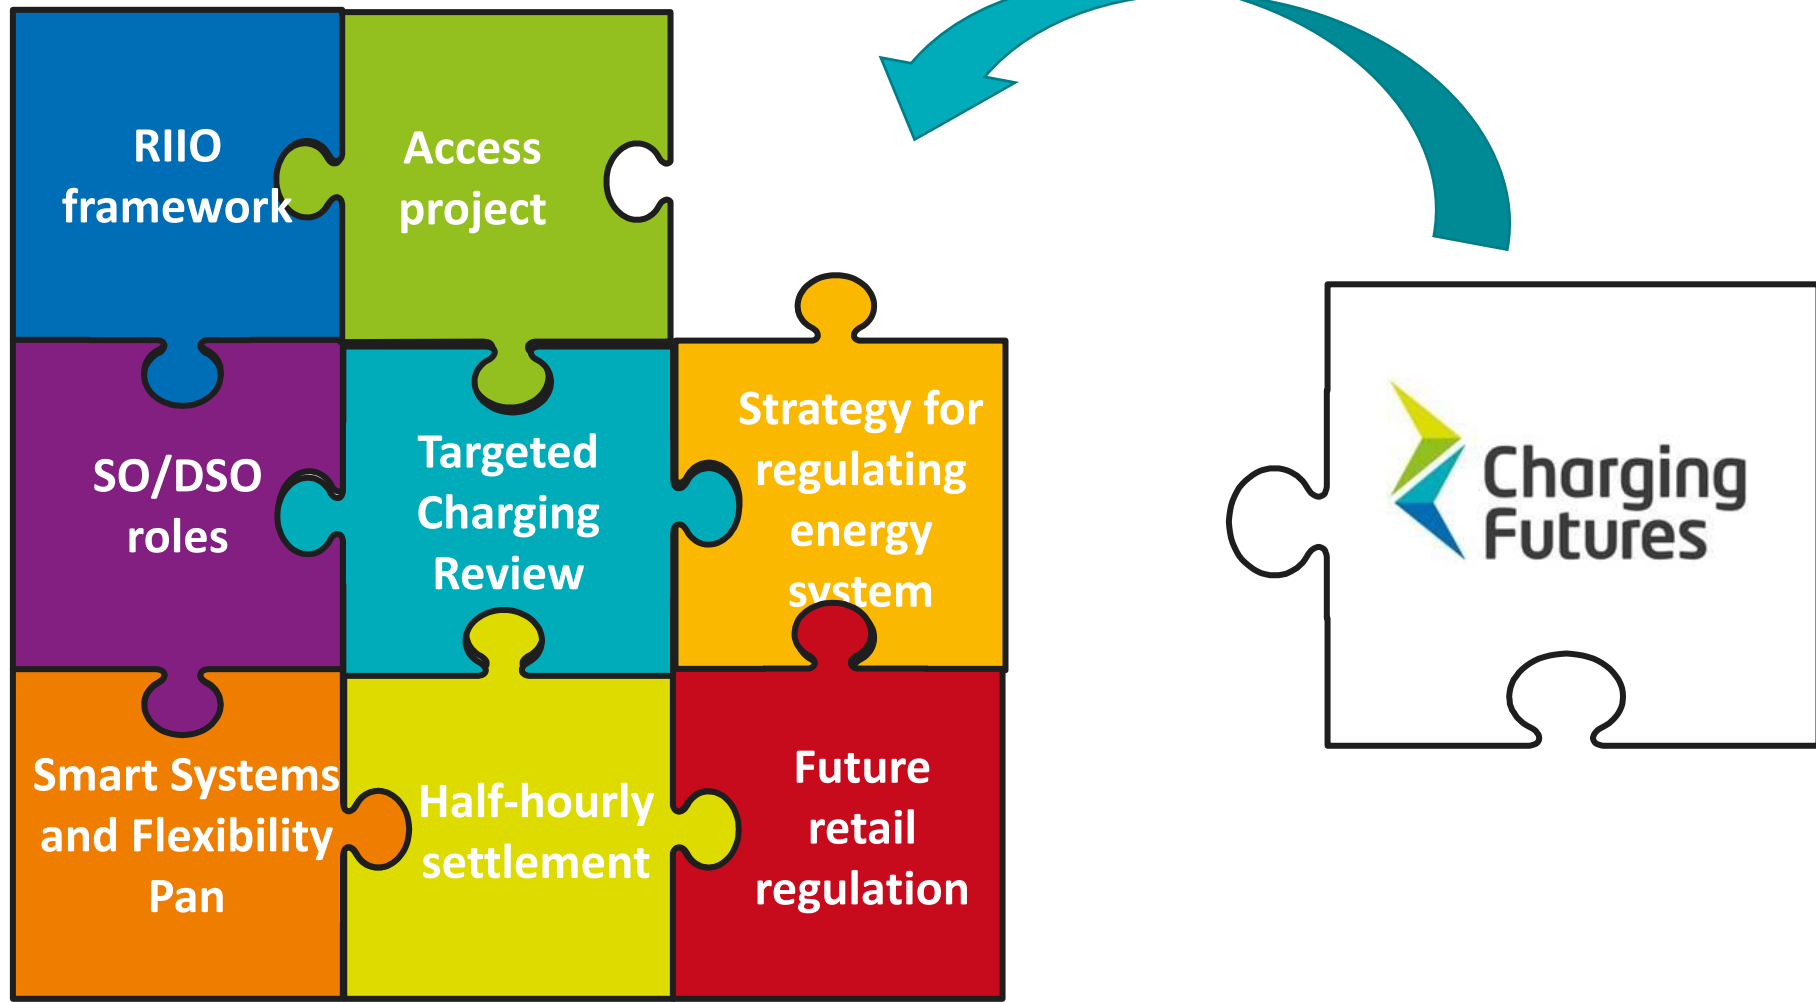 RIIO
framework
Access
project
SO/DSO
roles
Targeted
Charging
Review
Strategy for
regulating
energy
system
Charging
Futures
Smart Systems
and Flexibility
Pan
Half-hourly
settlement
Future
retail
regulation